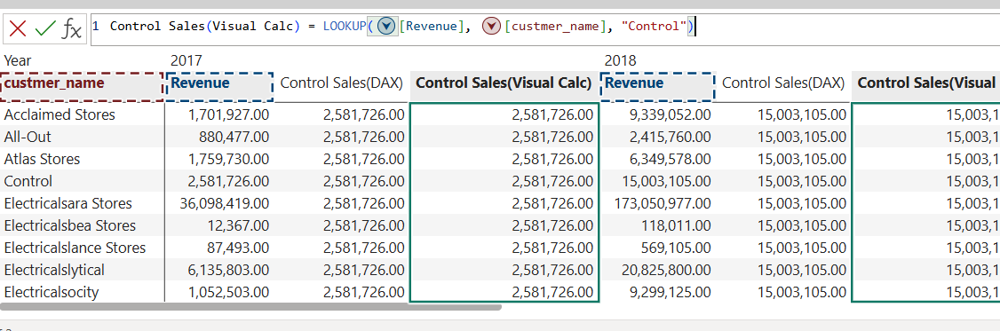 1 Control Sales(Visual Calc) = LOOKUP( [Revenue], [custmer_name], "Control")
Year 2017 2018
custmer_name Revenue Control Sales(DAX) Control Sales(Visual Calc) Revenue Control Sales(DAX) Control Sales(Visual
Acclaimed Stores 1,701,927.00 2,581,726.00 2,581,726.00 9,339,052.00 15,003,105.00 15,003,1
All-Out 880,477.00 2,581,726.00 2,581,726.00 2,415,760.00 15,003,105.00 15,003,1
Atlas Stores 1,759,730.00 2,581,726.00 2,581,726.00 6,349,578.00 15,003,105.00 15,003,1
Control 2,581,726.00 2,581,726.00 2,581,726.00 15,003,105.00 15,003,105.00 15,003,1
Electricalsara Stores 36,098,419.00 2,581,726.00 2,581,726.00 173,050,977.00 15,003,105.00 15,003,1
Electricalsbea Stores 12,367.00 2,581,726.00 2,581,726.00 118,011.00 15,003,105.00 15,003,1
Electricalslance Stores 87,493.00 2,581,726.00 2,581,726.00 569,105.00 15,003,105.00 15,003,1
Electricalslytical 6,135,803.00 2,581,726.00 2,581,726.00 20,825,800.00 15,003,105.00 15,003,1
Electricalsocity 1,052,503.00 2,581,726.00 2,581,726.00 9,299,125.00 15,003,105.00 15,003,1